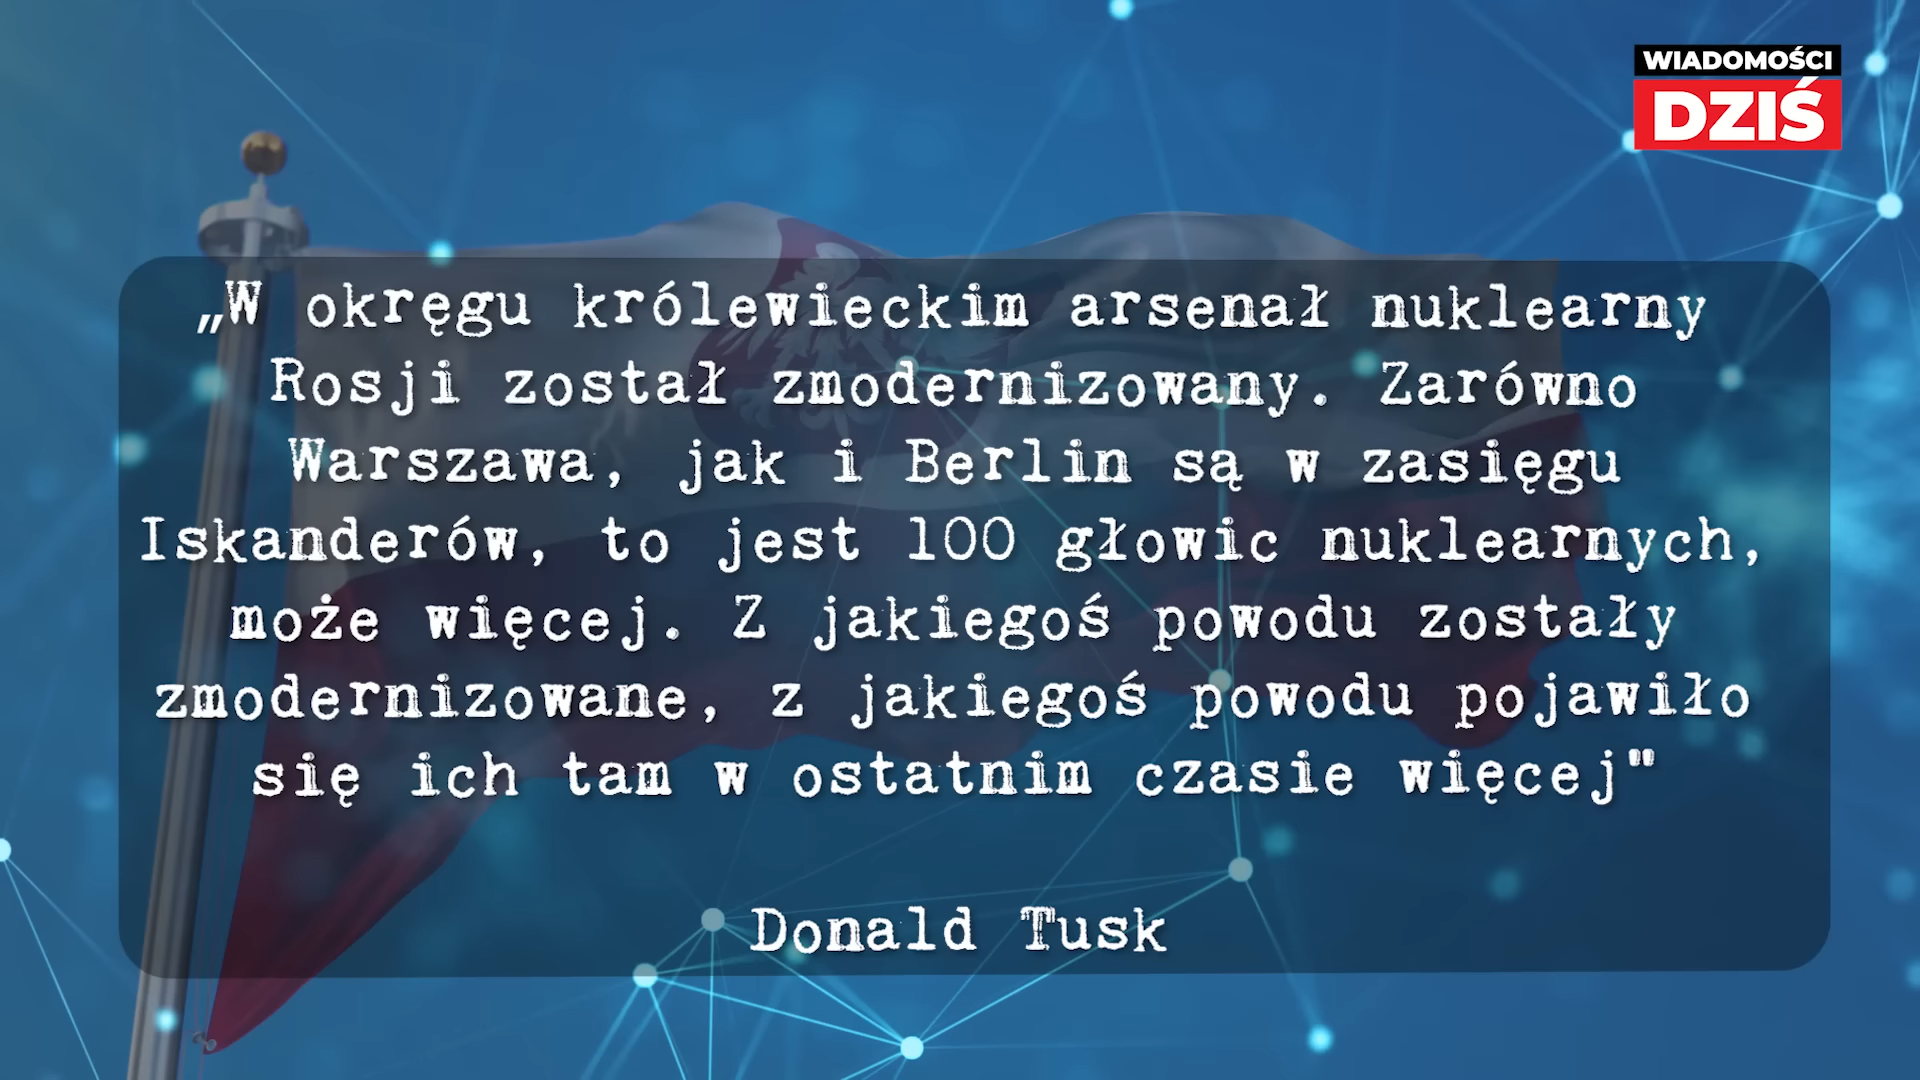 WIADOMOŚCI
DZIŚ
„W okręgu królewieckim arsenał nuklearny
Rosji został zmodernizowany. Zarówno
Warszawa, jak i Berlin są w zasięgu
Iskanderów, to jest 100 głowic nuklearnych,
może więcej. Z jakiegoś powodu zostały
zmodernizowane, z jakiegoś powodu pojawiło
się ich tam w ostatnim czasie więcej"
Donald Tusk